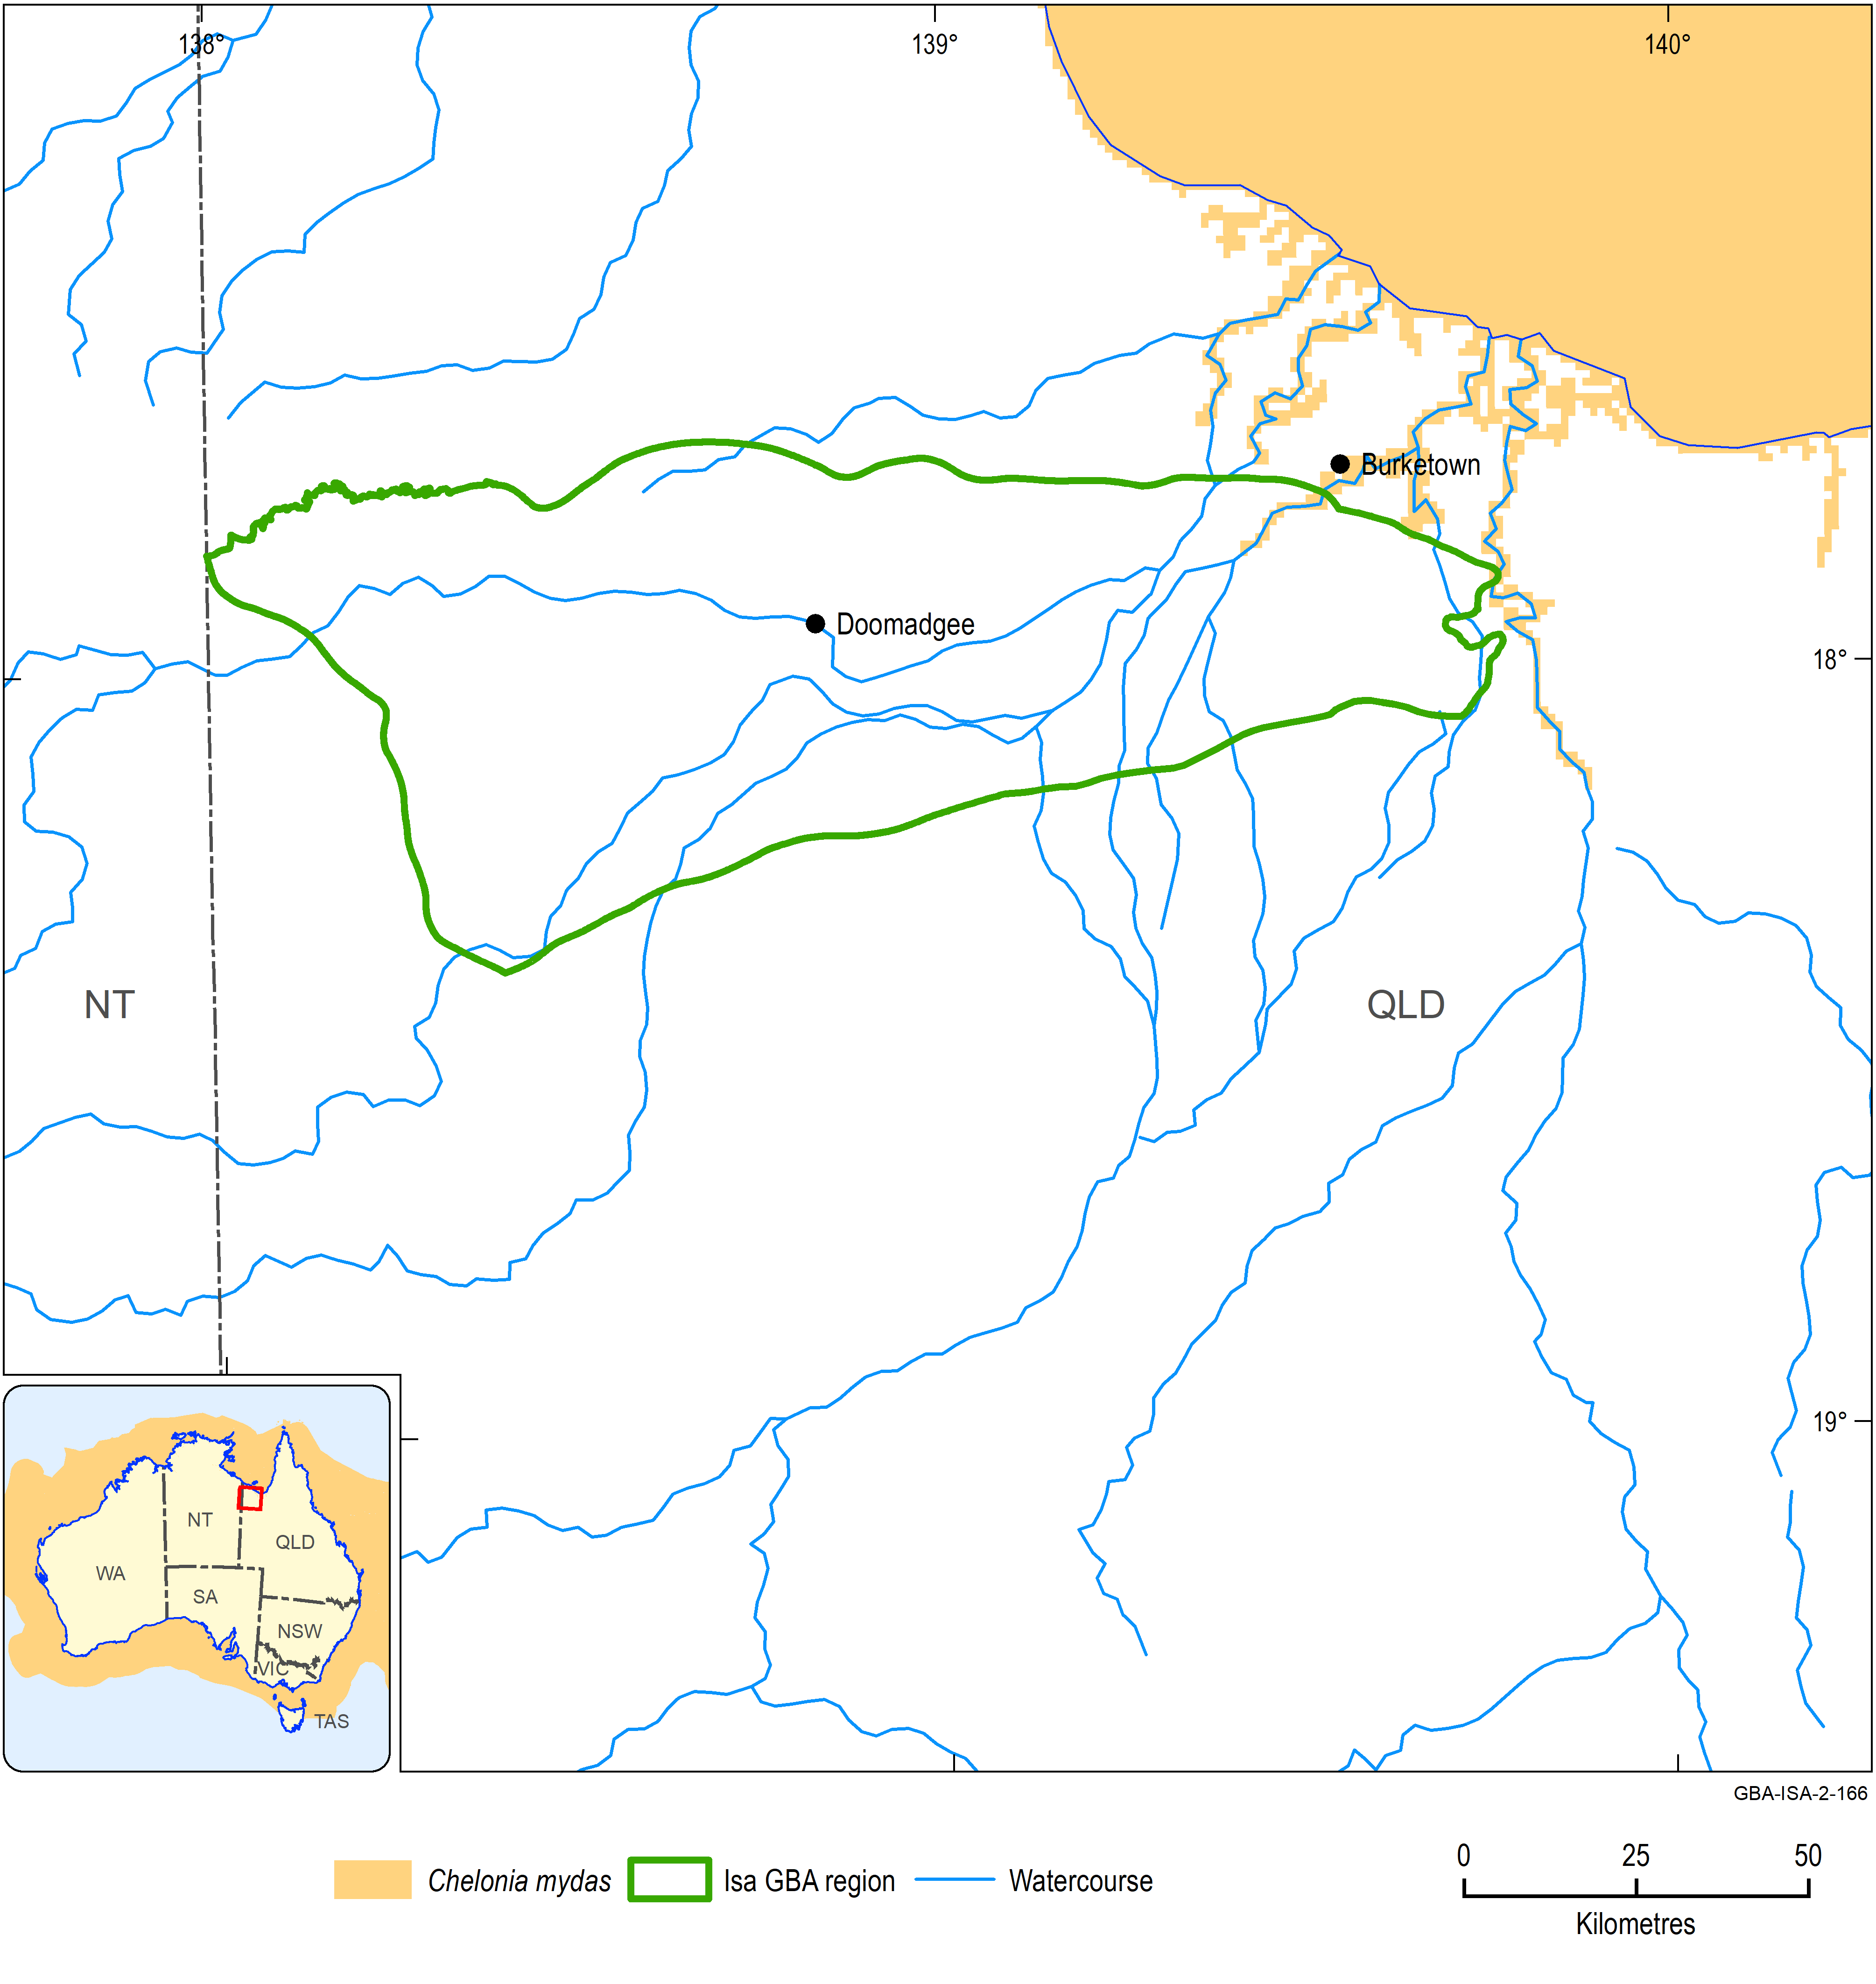 138°
139°
140°
Burketown
Doomadgee
18°
NT
QLD
19°
NT
QLD
WA
SA
NSW
VIC
TAS
GBA-ISA-2-166
Chelonia mydas
Isa GBA region
Watercourse
0 25 50
Kilometres